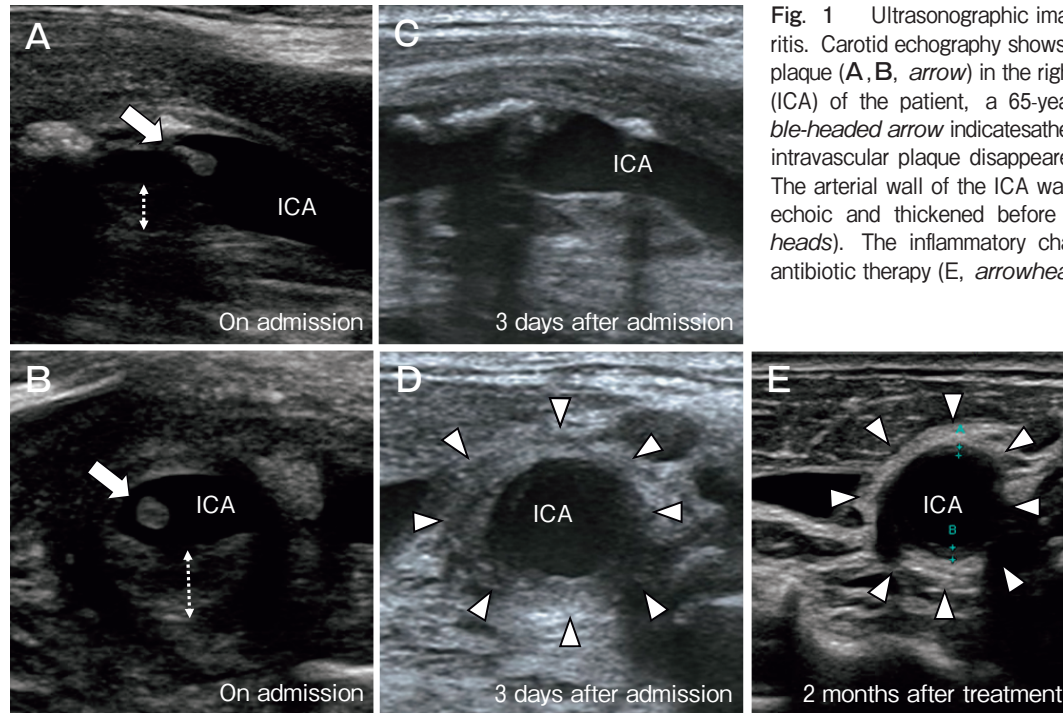 A
ICA
On admission
C
ICA
3 days after admission
Fig. 1 Ultrasonographic ima
ritis. Carotid echography shows
plaque (A, B, arrow) in the righ
(ICA) of the patient, a 65-yea
ble-headed arrow indicatesathe
intravascular plaque disappeare
The arterial wall of the ICA wa
echoic and thickened before
heads). The inflammatory cha
antibiotic therapy (E, arrowhea
B
ICA
On admission
D
ICA
3 days after admission
E
A
ICA
B
2 months after treatment